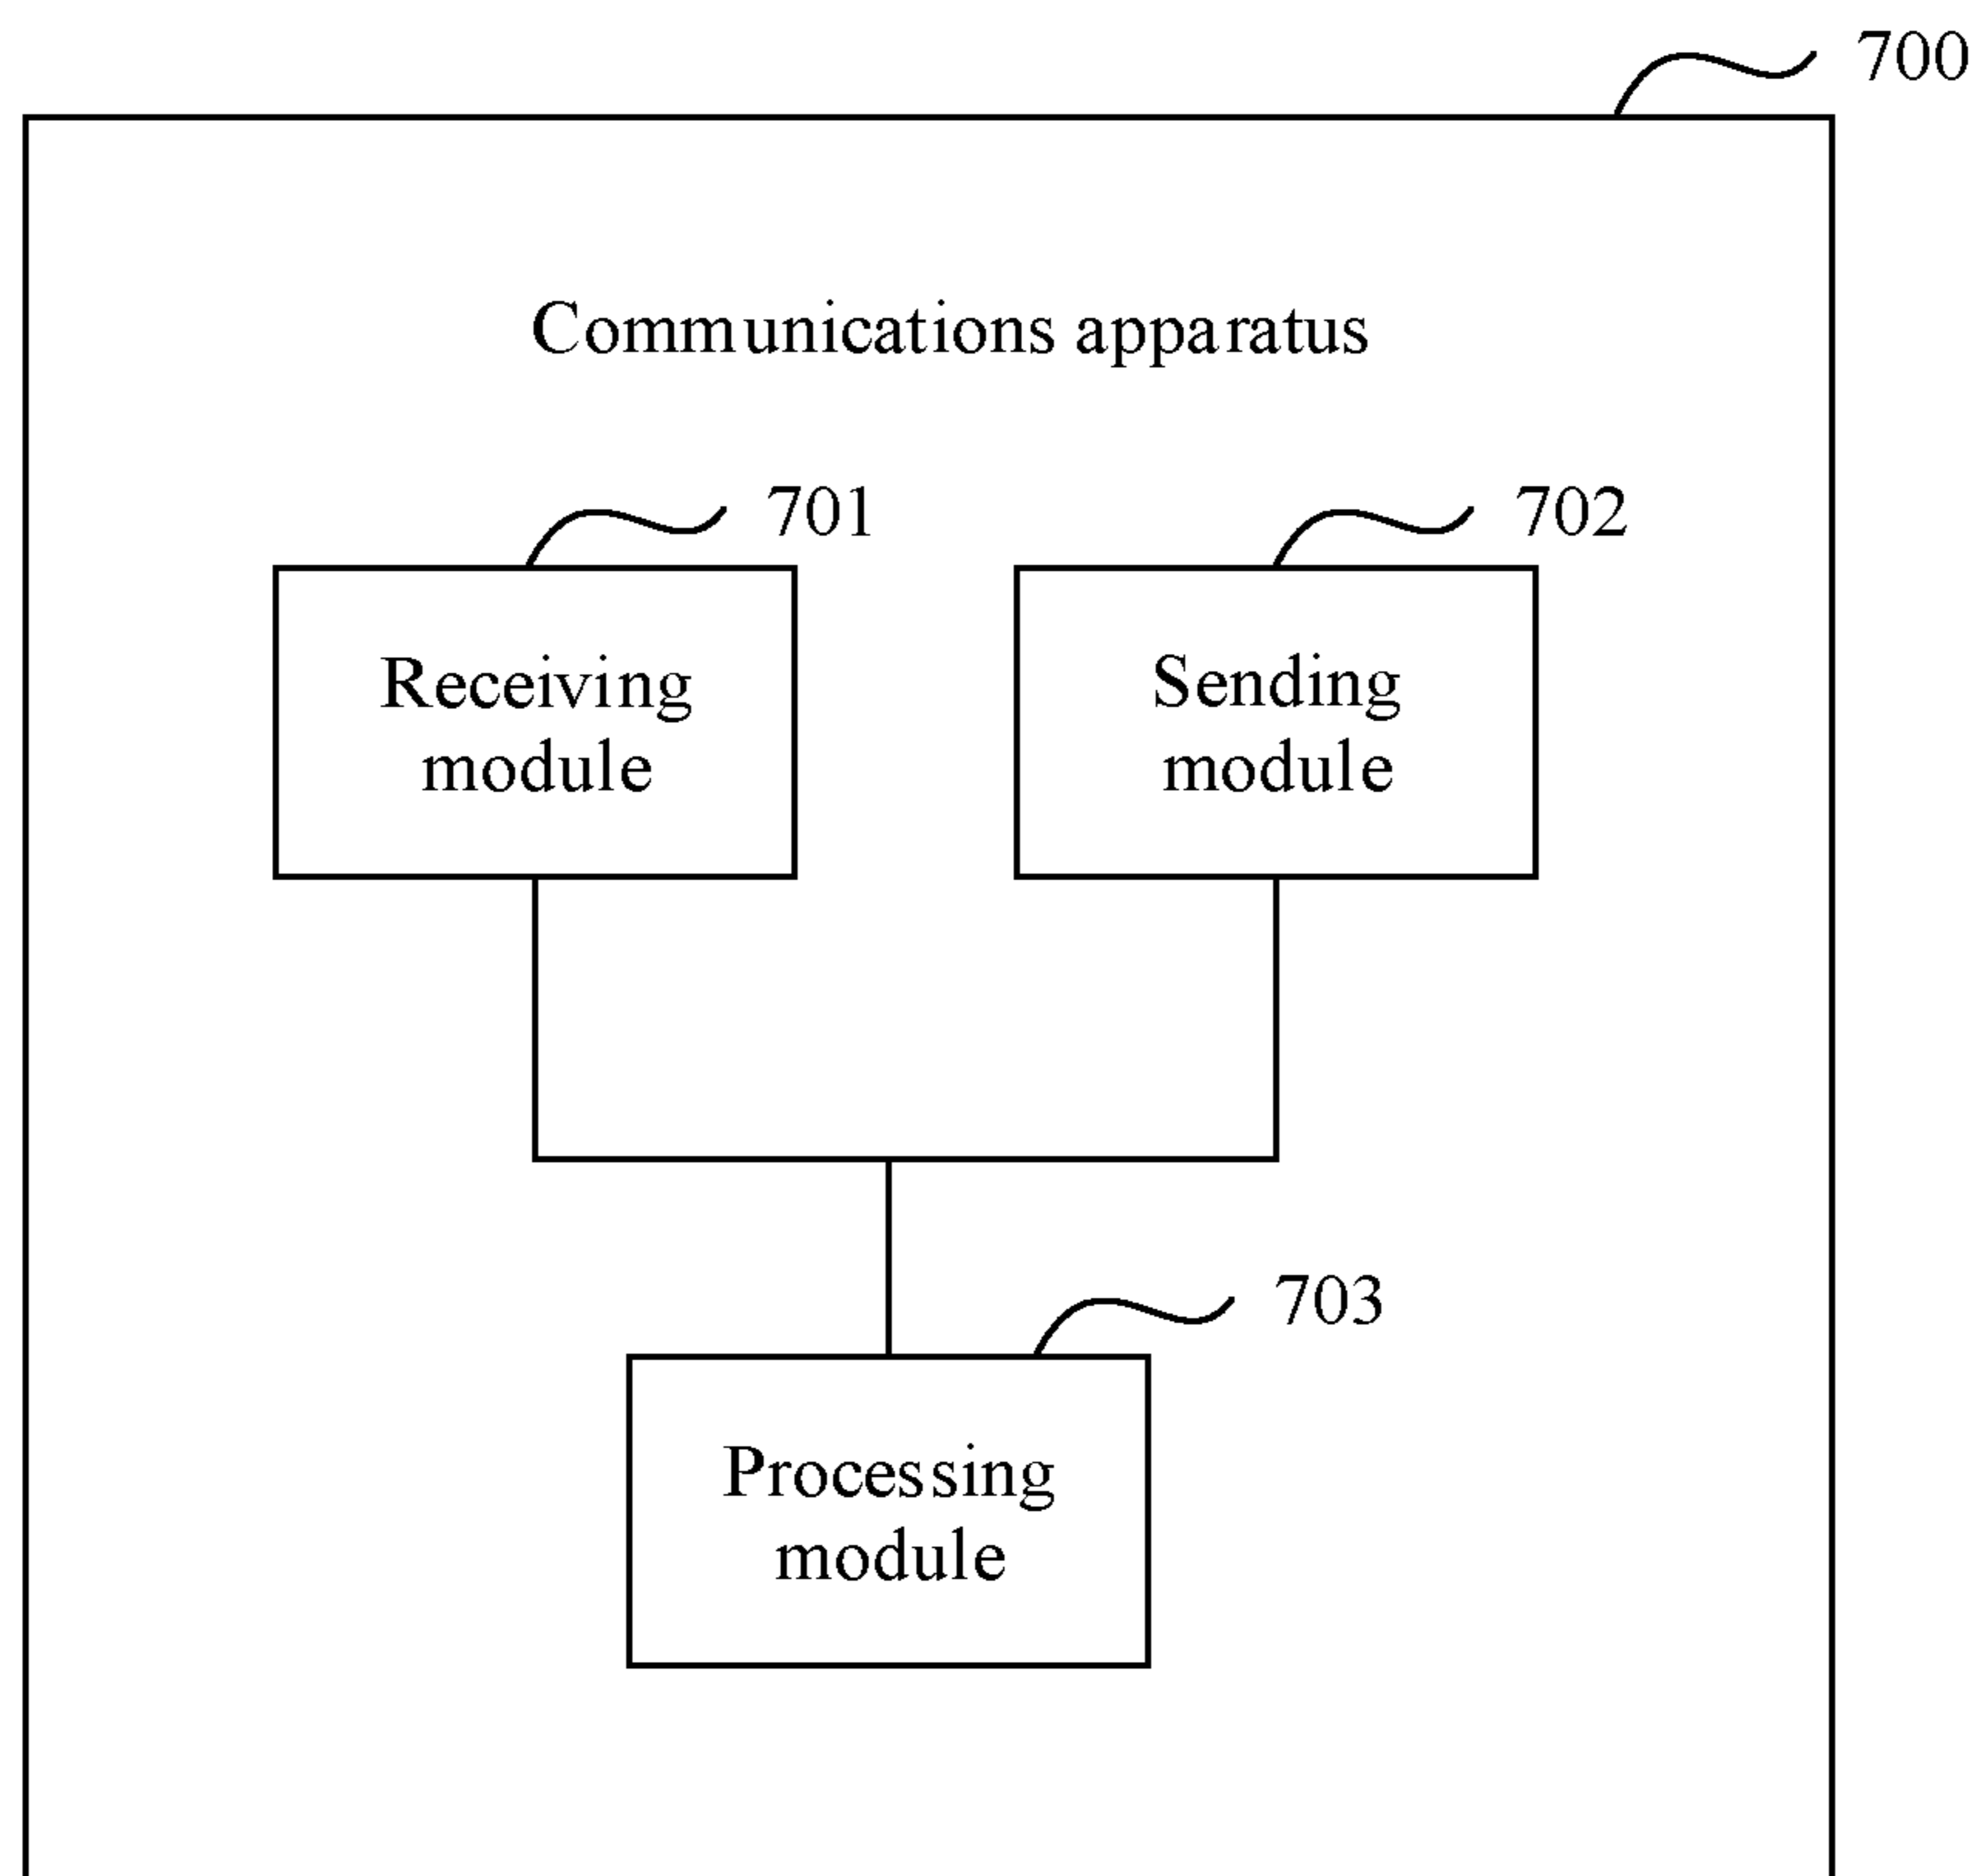 700
Communications apparatus
701
702
Receiving
module
Sending
module
703
Processing
module